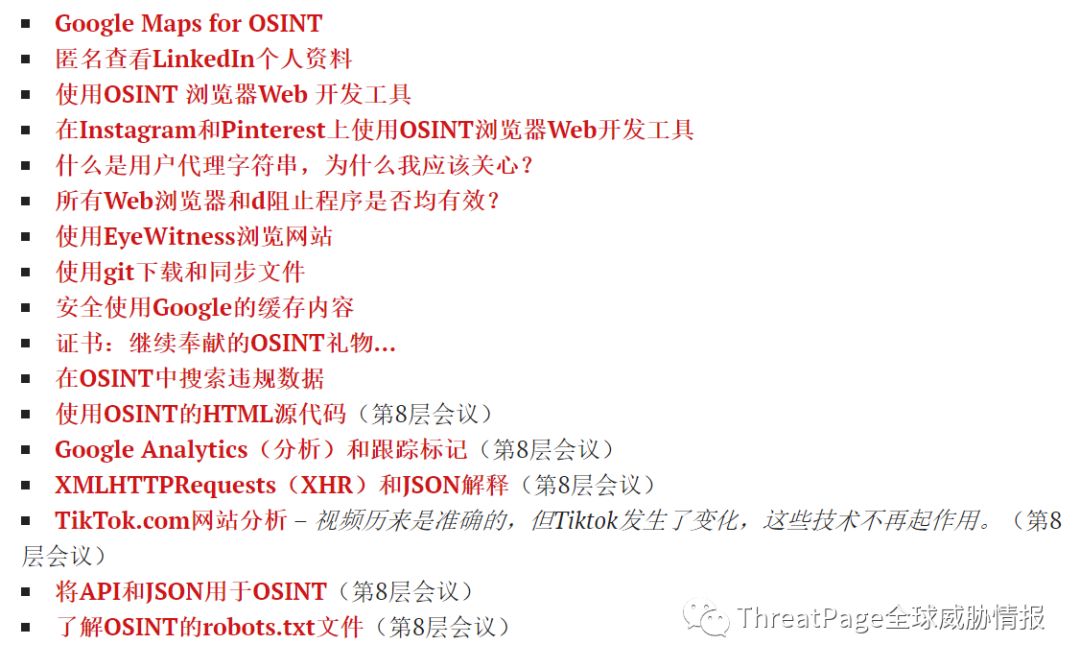 Google Maps for OSINT
匿名查看LinkedIn个人资料
使用OSINT 浏览器Web 开发工具
在Instagram和Pinterest上使用OSINT浏览器Web开发工具
什么是用户代理字符串，为什么我应该关心？
所有Web浏览器和d阻止程序是否均有效？
使用EyeWitness浏览网站
使用git下载和同步文件
安全使用Google的缓存内容
证书：继续奉献的OSINT礼物...
在OSINT中搜索违规数据
使用OSINT的HTML源代码（第8层会议）
Google Analytics（分析）和跟踪标记（第8层会议）
XMLHTTPRequests（XHR）和JSON解释（第8层会议）
TikTok.com网站分析 – 视频历来是准确的，但Tiktok发生了变化，这些技术不再起作用。（第8
层会议）
将API和JSON用于OSINT（第8层会议）
了解OSINT的robots.txt文件（第8层会议）
ThreatPage全球威胁情报